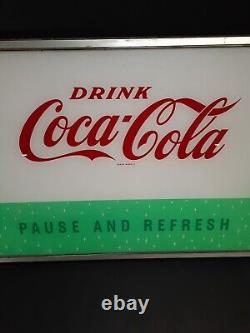 DRINK
Coca-Cola
PAUSE AND REFRESH
ebay